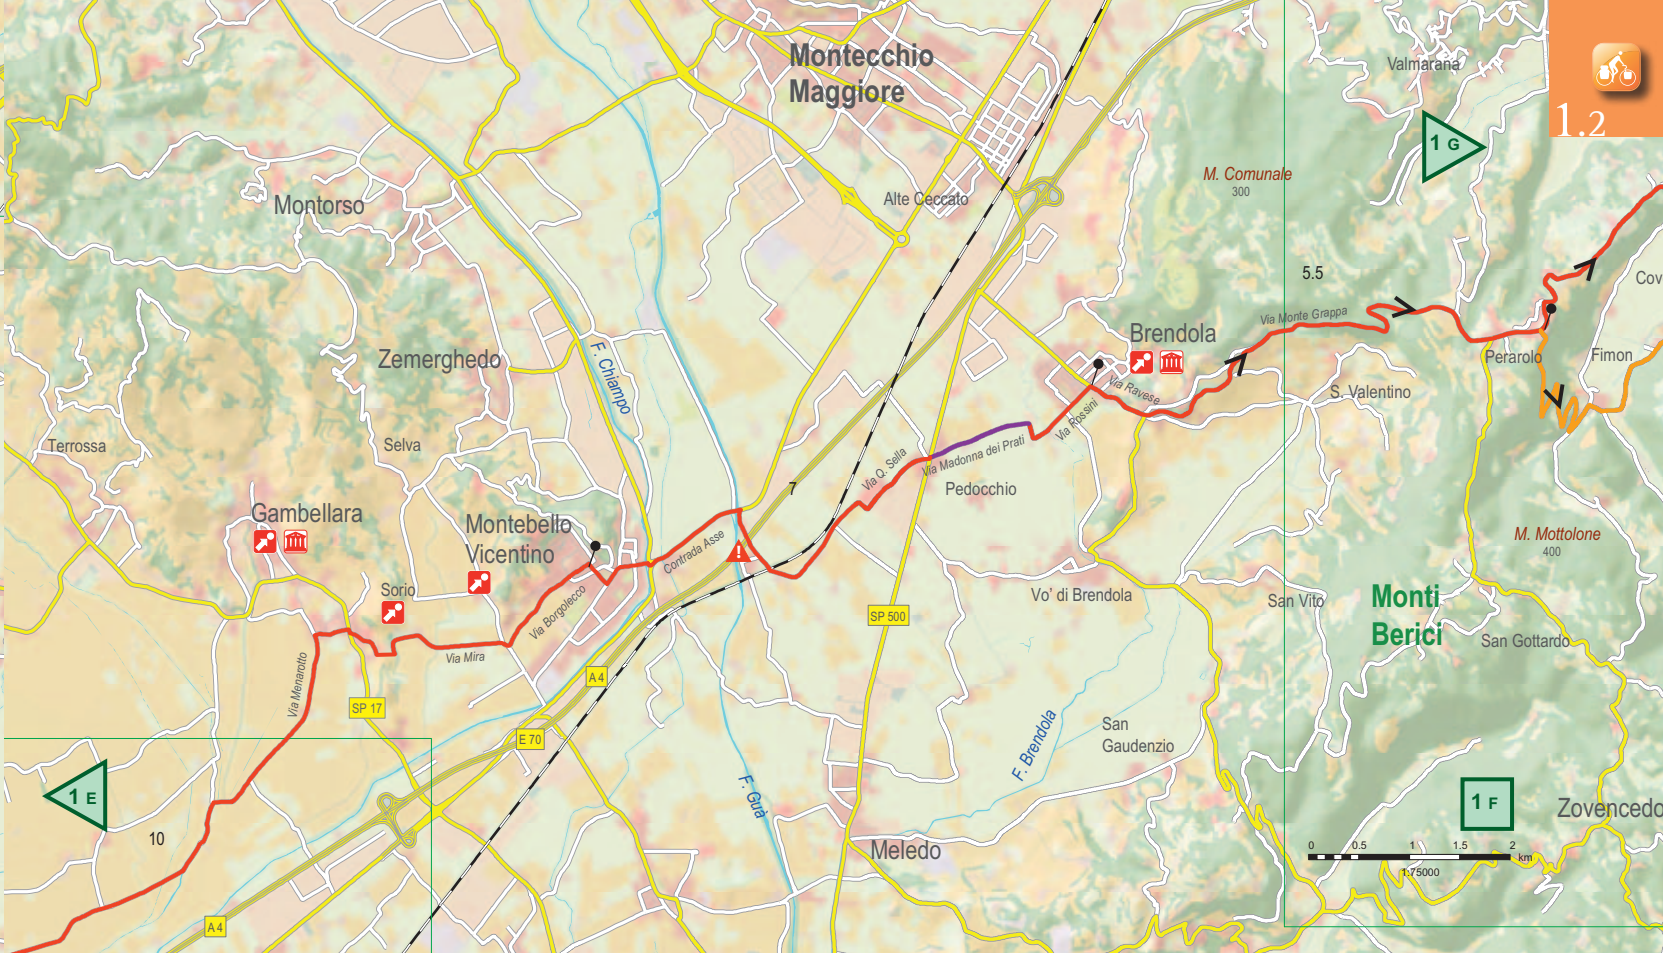 Montecchio
Maggiore
Valmarana
1.2
1 G
M. Comunale
300
Alte Ceccato
Montorso
5.5
Via Monte Grappa
Brendola
Perarolo
Fimon
Zemerghedo
F. Chiampo
Via Ravese
S. Valentino
Via Rossini
Terrossa
Selva
Via Q. Sella
Via Madonna dei Prati
Pedocchio
7
Gambellara
Montebello
Vicentino
Contrada Asse
!
M. Mottolone
400
Sorio
Via Borgolecco
Vo' di Brendola
San Vito
Monti
Berici
SP 500
San Gottardo
Via Mira
Via Menarotto
A 4
SP 17
E 70
San
Gaudenzio
F. Brendola
F. Guà
1 E
1 F
Zovencedo
10
Meledo
0 0.5 1 1.5 2
km
1:75000
A 4
Cov